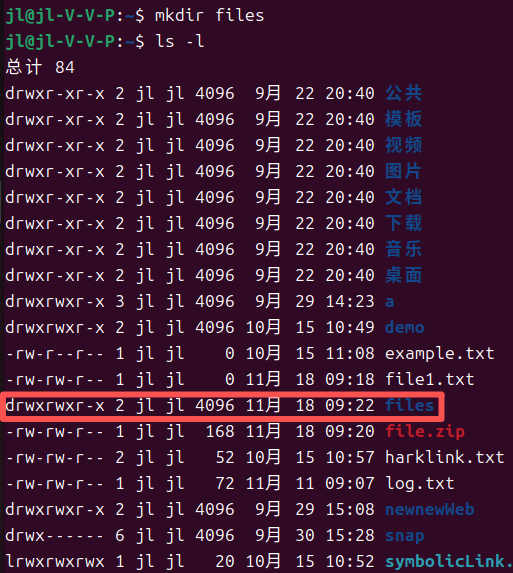 jl@jl-V-V-P:~$ mkdir files
jl@jl-V-V-P:~$ ls -l
总计 84
drwxr-xr-x 2 jl jl 4096  9月 22 20:40 公共
drwxr-xr-x 2 jl jl 4096  9月 22 20:40 模板
drwxr-xr-x 2 jl jl 4096  9月 22 20:40 视频
drwxr-xr-x 2 jl jl 4096  9月 22 20:40 图片
drwxr-xr-x 2 jl jl 4096  9月 22 20:40 文档
drwxr-xr-x 2 jl jl 4096  9月 22 20:40 下载
drwxr-xr-x 2 jl jl 4096  9月 22 20:40 音乐
drwxr-xr-x 2 jl jl 4096  9月 22 20:40 桌面
drwxrwxr-x 3 jl jl 4096  9月 29 14:23 a
drwxrwxr-x 2 jl jl 4096 10月 15 10:49 demo
-rw-r--r-- 1 jl jl    0 10月 15 11:08 example.txt
-rw-rw-r-- 1 jl jl    0 11月 18 09:18 file1.txt
drwxrwxr-x 2 jl jl 4096 11月 18 09:22 files
-rw-rw-r-- 1 jl jl  168 11月 18 09:20 file.zip
-rw-rw-r-- 2 jl jl   52 10月 15 10:57 harklink.txt
-rw-rw-r-- 1 jl jl   72 11月 11 09:07 log.txt
drwxrwxr-x 2 jl jl 4096  9月 29 15:08 newnewWeb
drwx------ 6 jl jl 4096  9月 30 15:28 snap
lrwxrwxrwx 1 jl jl   20 10月 15 10:52 symbolicLink.